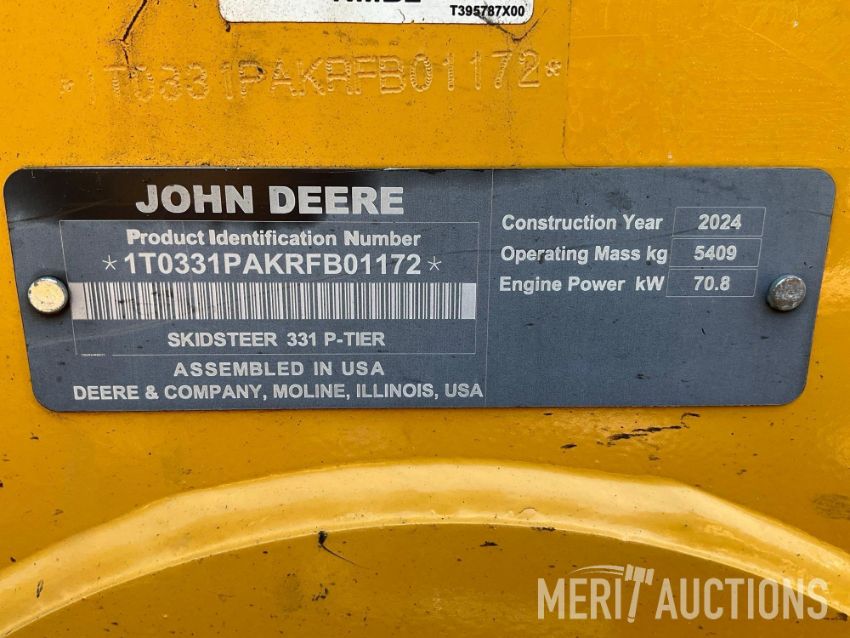 T395787X00
*1T0331PAKRFB01172*
JOHN DEERE
Product Identification Number
*1T0331PAKRFB01172*
SKIDSTEER 331 P-TIER
ASSEMBLED IN USA
DEERE & COMPANY, MOLINE, ILLINOIS, USA
Construction Year 2024
Operating Mass kg 5409
Engine Power kW 70.8
MERIT AUCTIONS